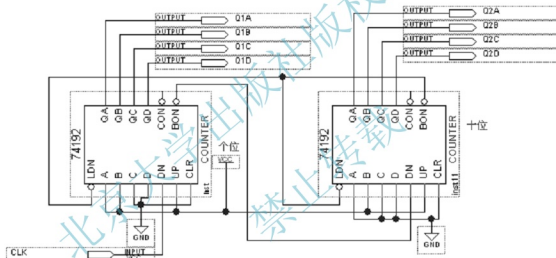 OUTPUT Q1A
OUTPUT Q1B
OUTPUT Q1C
OUTPUT Q1D
OUTPUT Q2A
OUTPUT Q2B
OUTPUT Q2C
OUTPUT Q2D
QA QB QC QD CON BON
74192
COUNTER
LDN A B C D DN UP CLR
inst
个位
VCC
GND
QA QB QC QD CON BON
74192
COUNTER
LDN A B C D DN UP CLR
inst11
十位
GND
CLK INPUT
VCC
北京大学出版社版权
禁止转载